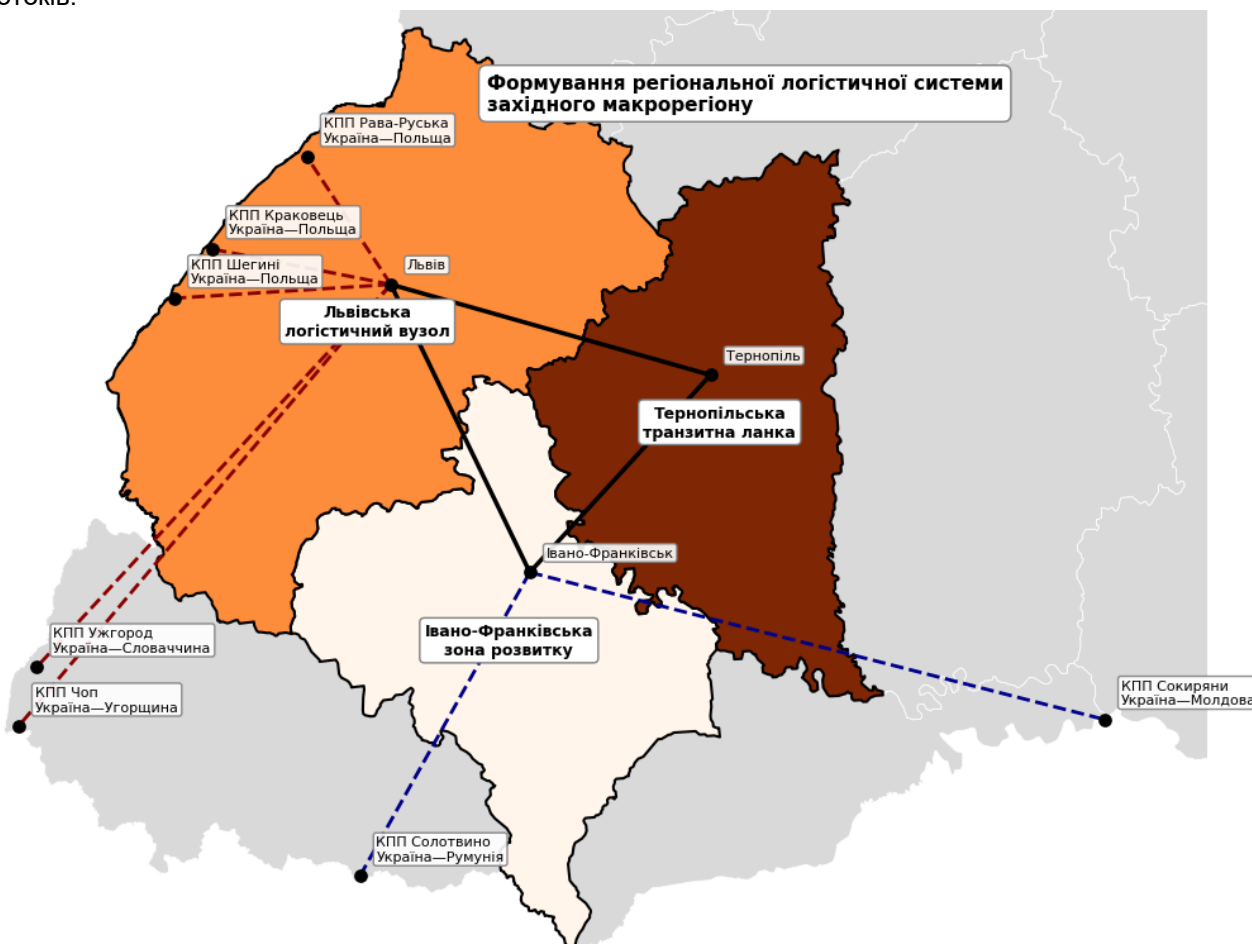 Формування регіональної логістичної системи
західного макрорегіону
КПП Рава-Руська
Україна—Польща
КПП Краковець
Україна—Польща
КПП Шегині
Україна—Польща
Львів
Львівська
логістичний вузол
Тернопіль
Тернопільська
транзитна ланка
Івано-Франківськ
Івано-Франківська
зона розвитку
КПП Ужгород
Україна—Словаччина
КПП Чоп
Україна—Угорщина
КПП Сокиряни
Україна—Молдова
КПП Солотвино
Україна—Румунія